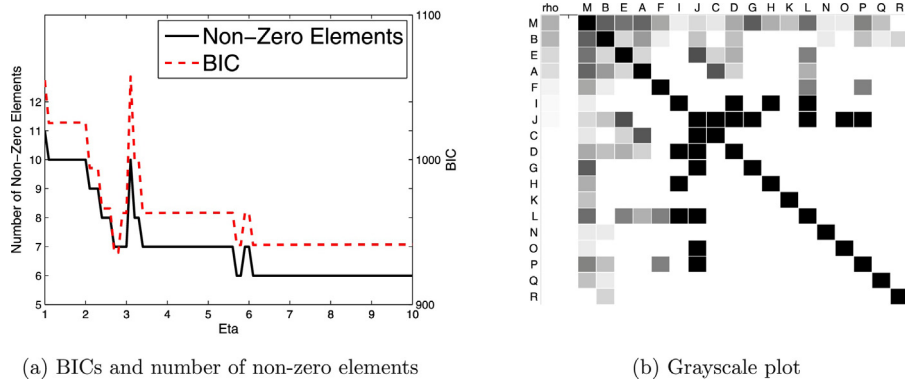 1100
Non-Zero Elements
BIC
12
11
10
9
8
7
6
5
Number of Non-Zero Elements
1000
900
BIC
1 2 3 4 5 6 7 8 9 10
Eta
(a) BICs and number of non-zero elements
rho M B E A F I J C D G H K L N O P Q R
M
B
E
A
F
I
J
C
D
G
H
K
L
N
O
P
Q
R
(b) Grayscale plot